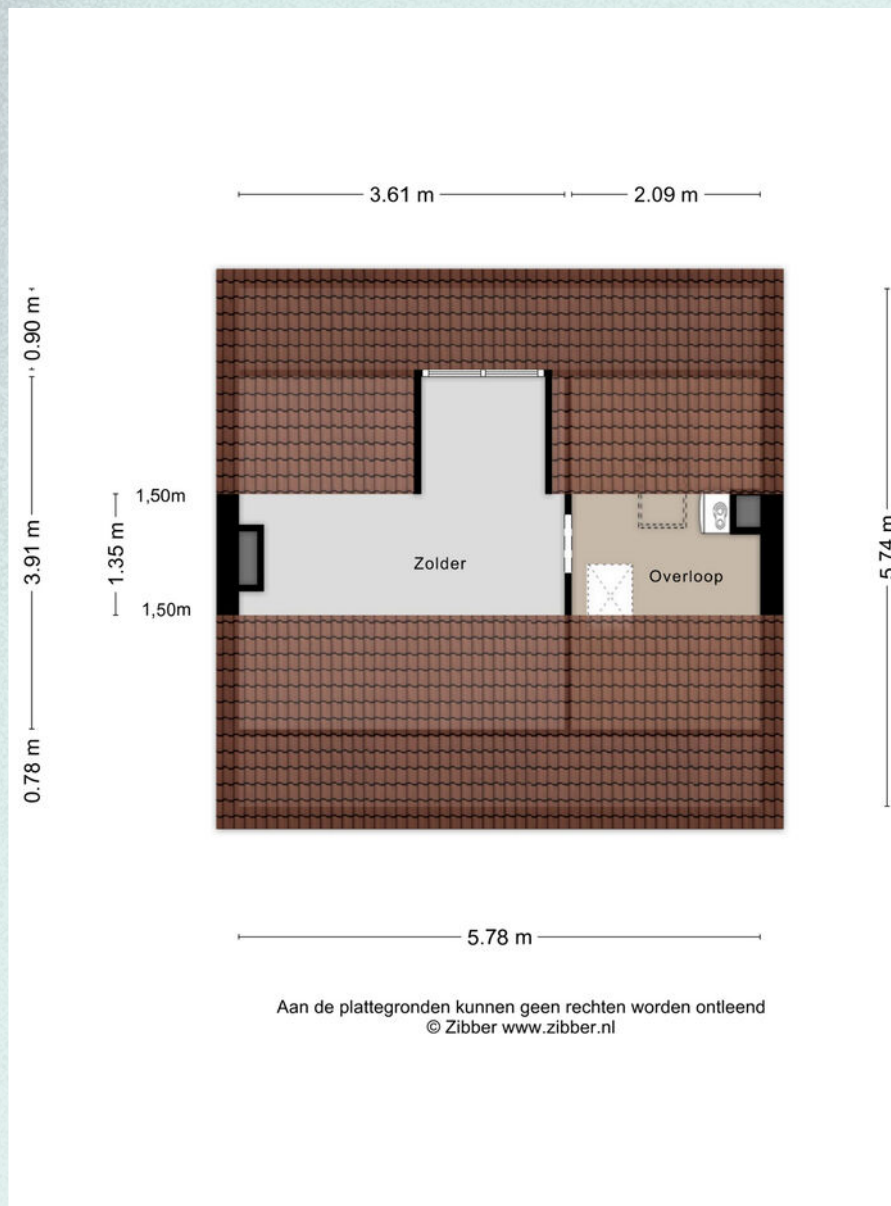 3.61 m
2.09 m
0.90 m
3.91 m
0.78 m
1,50m
1.35 m
1,50m
5.74 m
Zolder
Overloop
5.78 m
Aan de plattegronden kunnen geen rechten worden ontleend
© Zibber www.zibber.nl